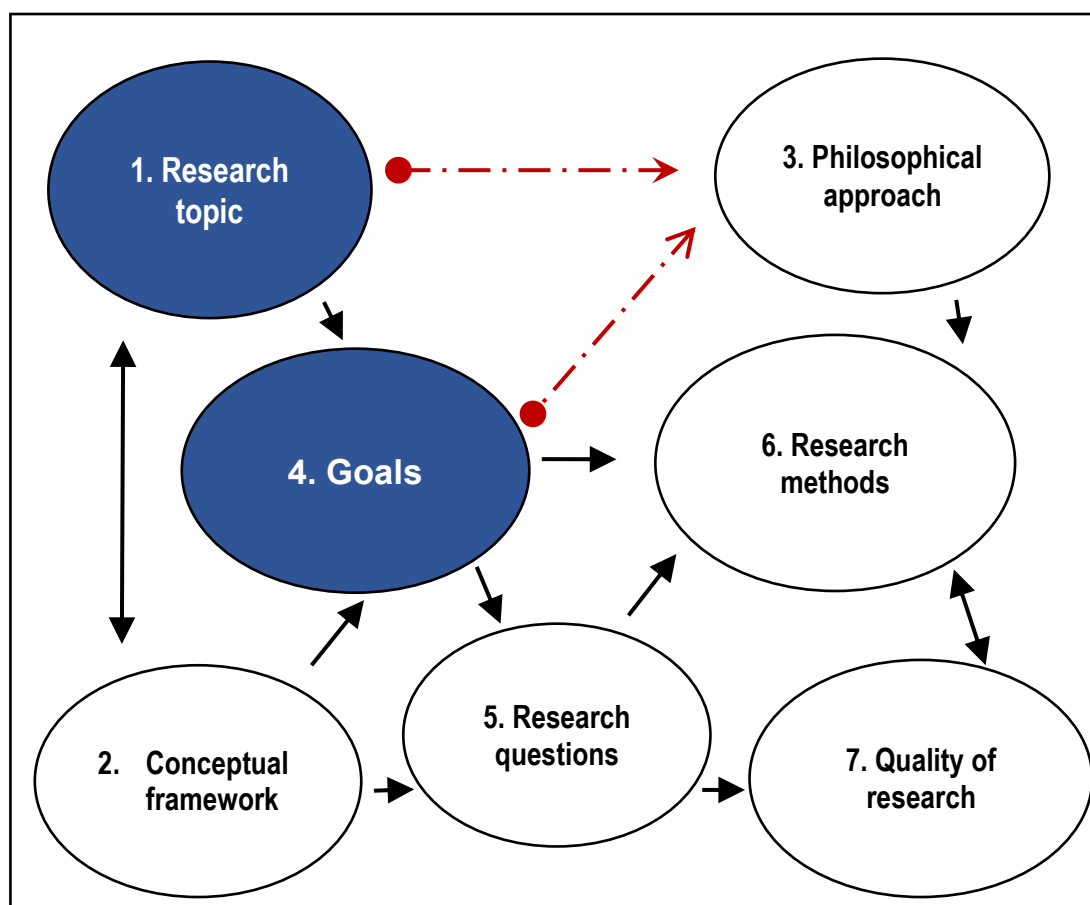 1. Research
topic
3. Philosophical
approach
4. Goals
6. Research
methods
2. Conceptual
framework
5. Research
questions
7. Quality of
research